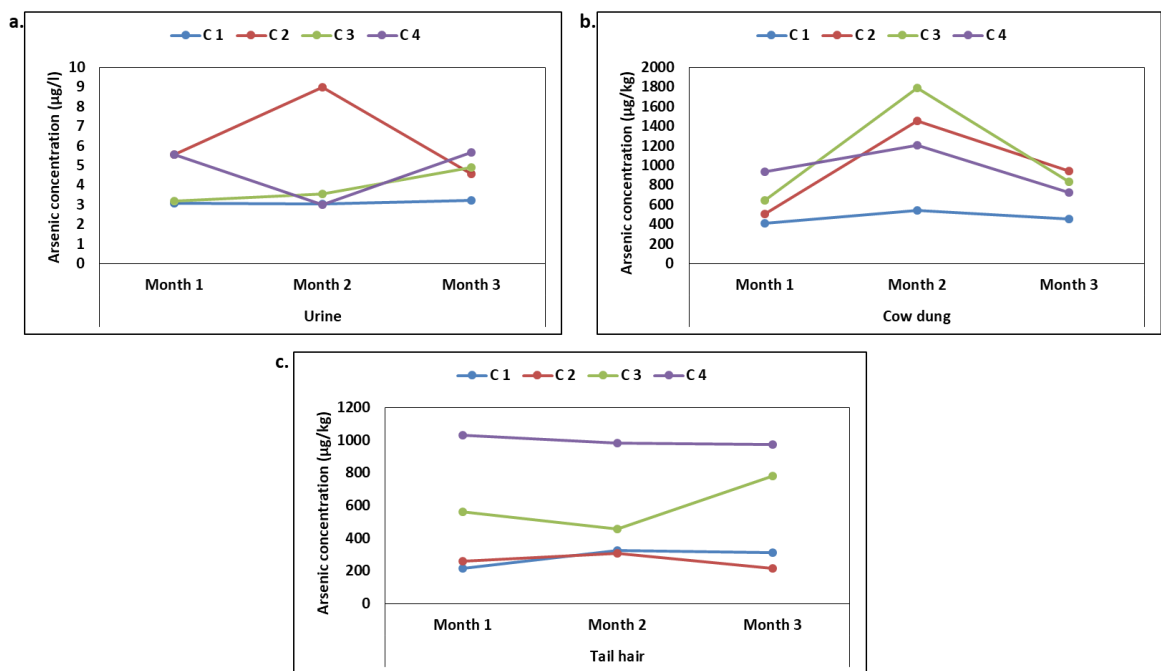 a.
C 1 C 2 C 3 C 4
Arsenic concentration (µg/l)
10
9
8
7
6
5
4
3
2
1
0
Month 1 Month 2 Month 3
Urine
b.
C 1 C 2 C 3 C 4
Arsenic concentration (µg/kg)
2000
1800
1600
1400
1200
1000
800
600
400
200
0
Month 1 Month 2 Month 3
Cow dung
c.
C 1 C 2 C 3 C 4
Arsenic concentration (µg/kg)
1200
1000
800
600
400
200
0
Month 1 Month 2 Month 3
Tail hair